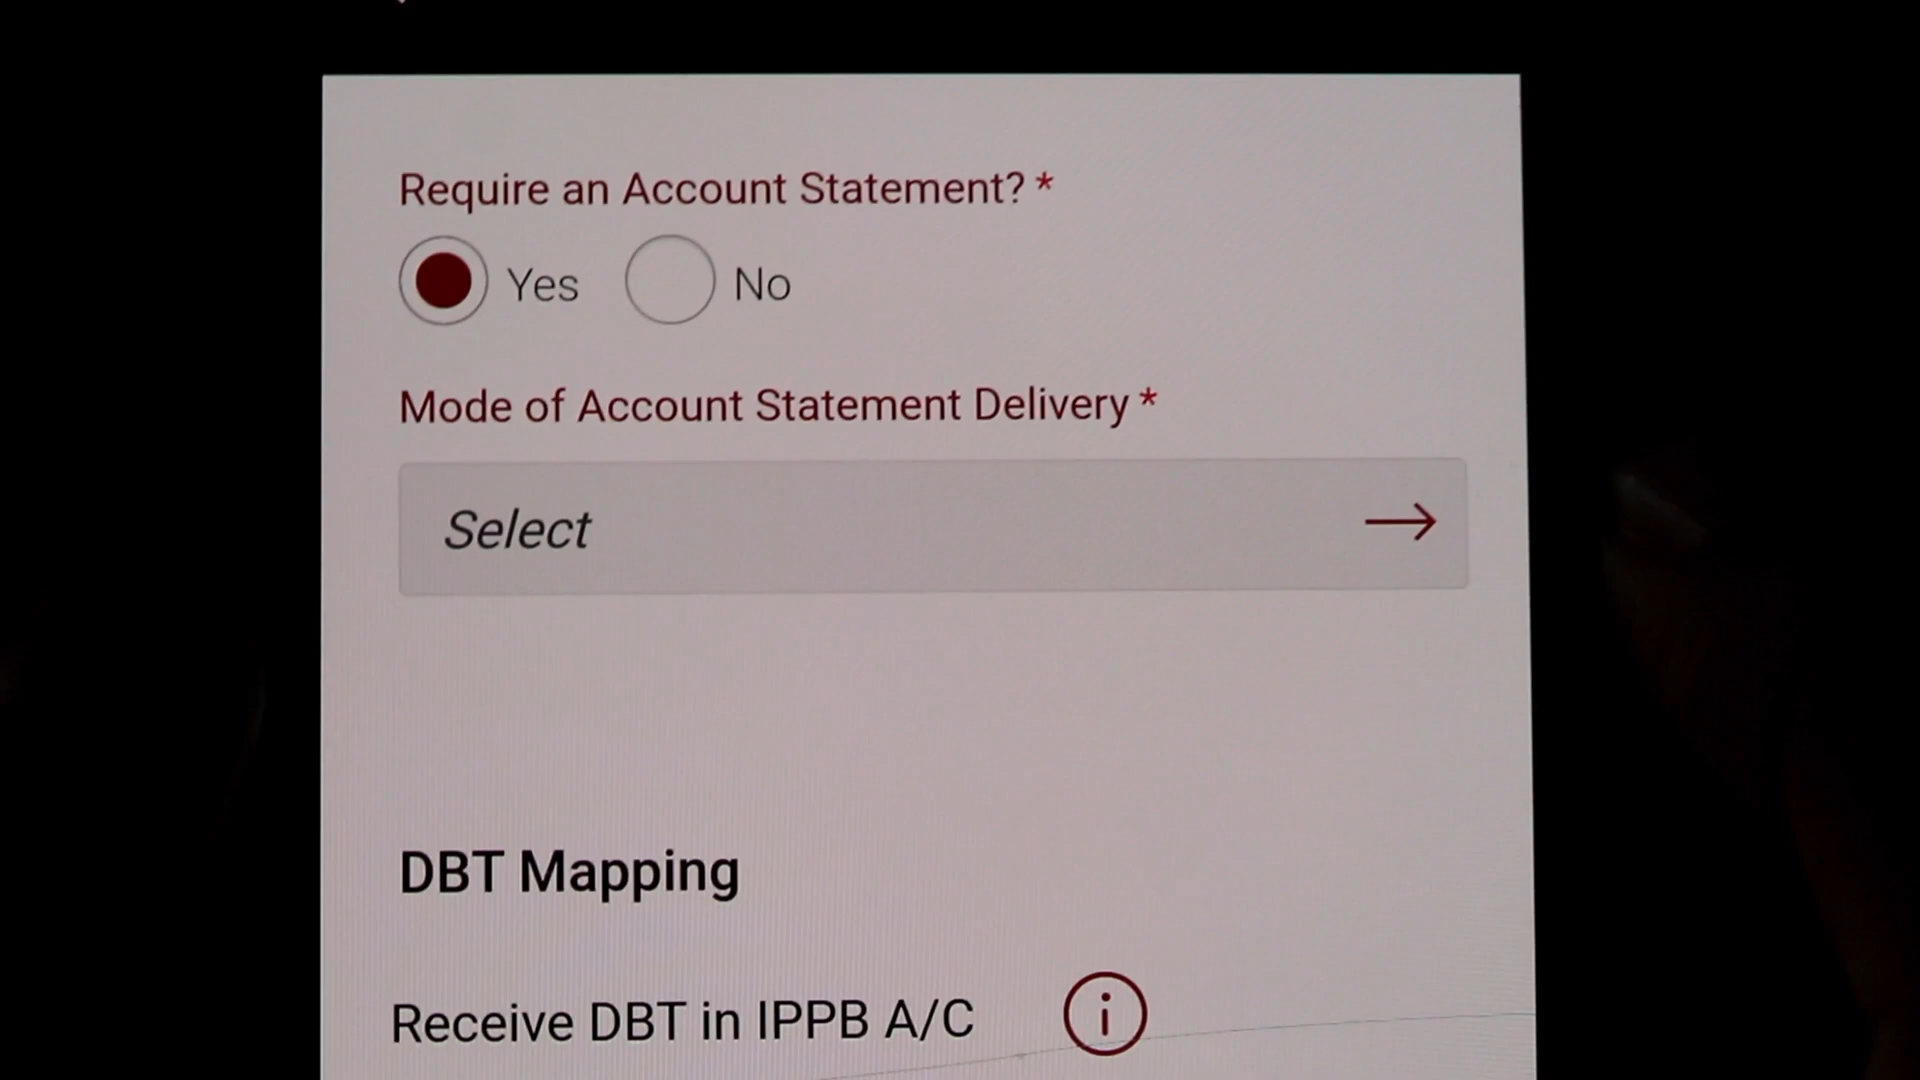 Require an Account Statement? *
Yes No
Mode of Account Statement Delivery *
Select
DBT Mapping
Receive DBT in IPPB A/C